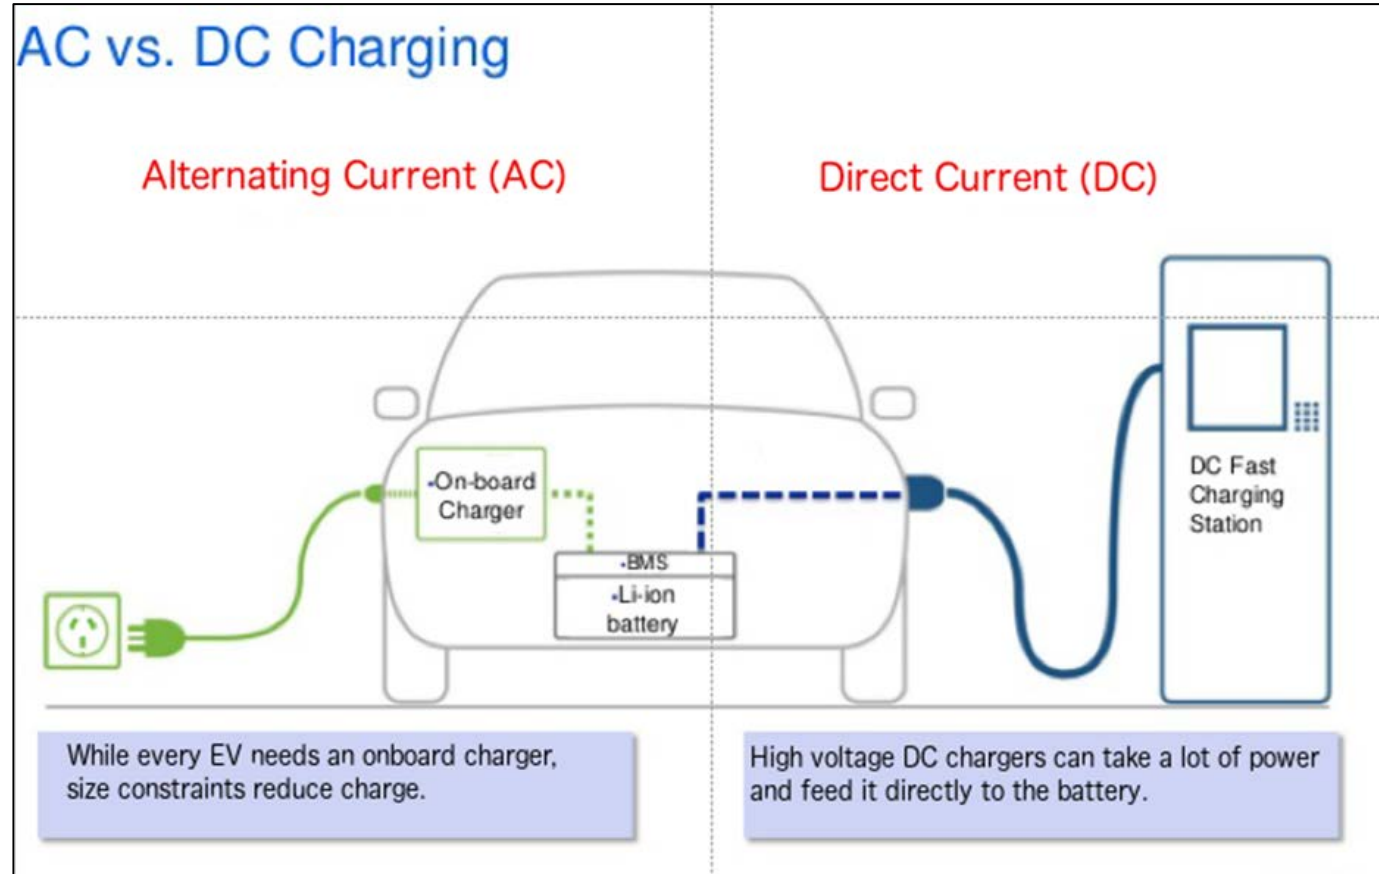 AC vs. DC Charging
Alternating Current (AC)
Direct Current (DC)
On-board
Charger
BMS
Li-ion
battery
DC Fast
Charging
Station
While every EV needs an onboard charger,
size constraints reduce charge.
High voltage DC chargers can take a lot of power
and feed it directly to the battery.